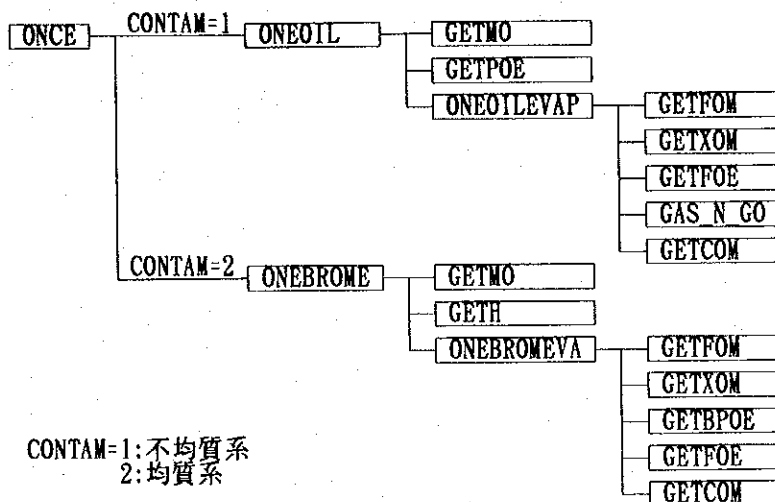 ONCE
CONTAM=1
ONEOIL
GETMO
GETPOE
ONEOILEVAP
GETFOM
GETXOM
GETFOE
GAS_N_GO
GETCOM
CONTAM=2
ONEBROME
GETMO
GETH
ONEBROMEVA
GETFOM
GETXOM
GETBPOE
GETFOE
GETCOM
CONTAM=1:不均質系
2:均質系